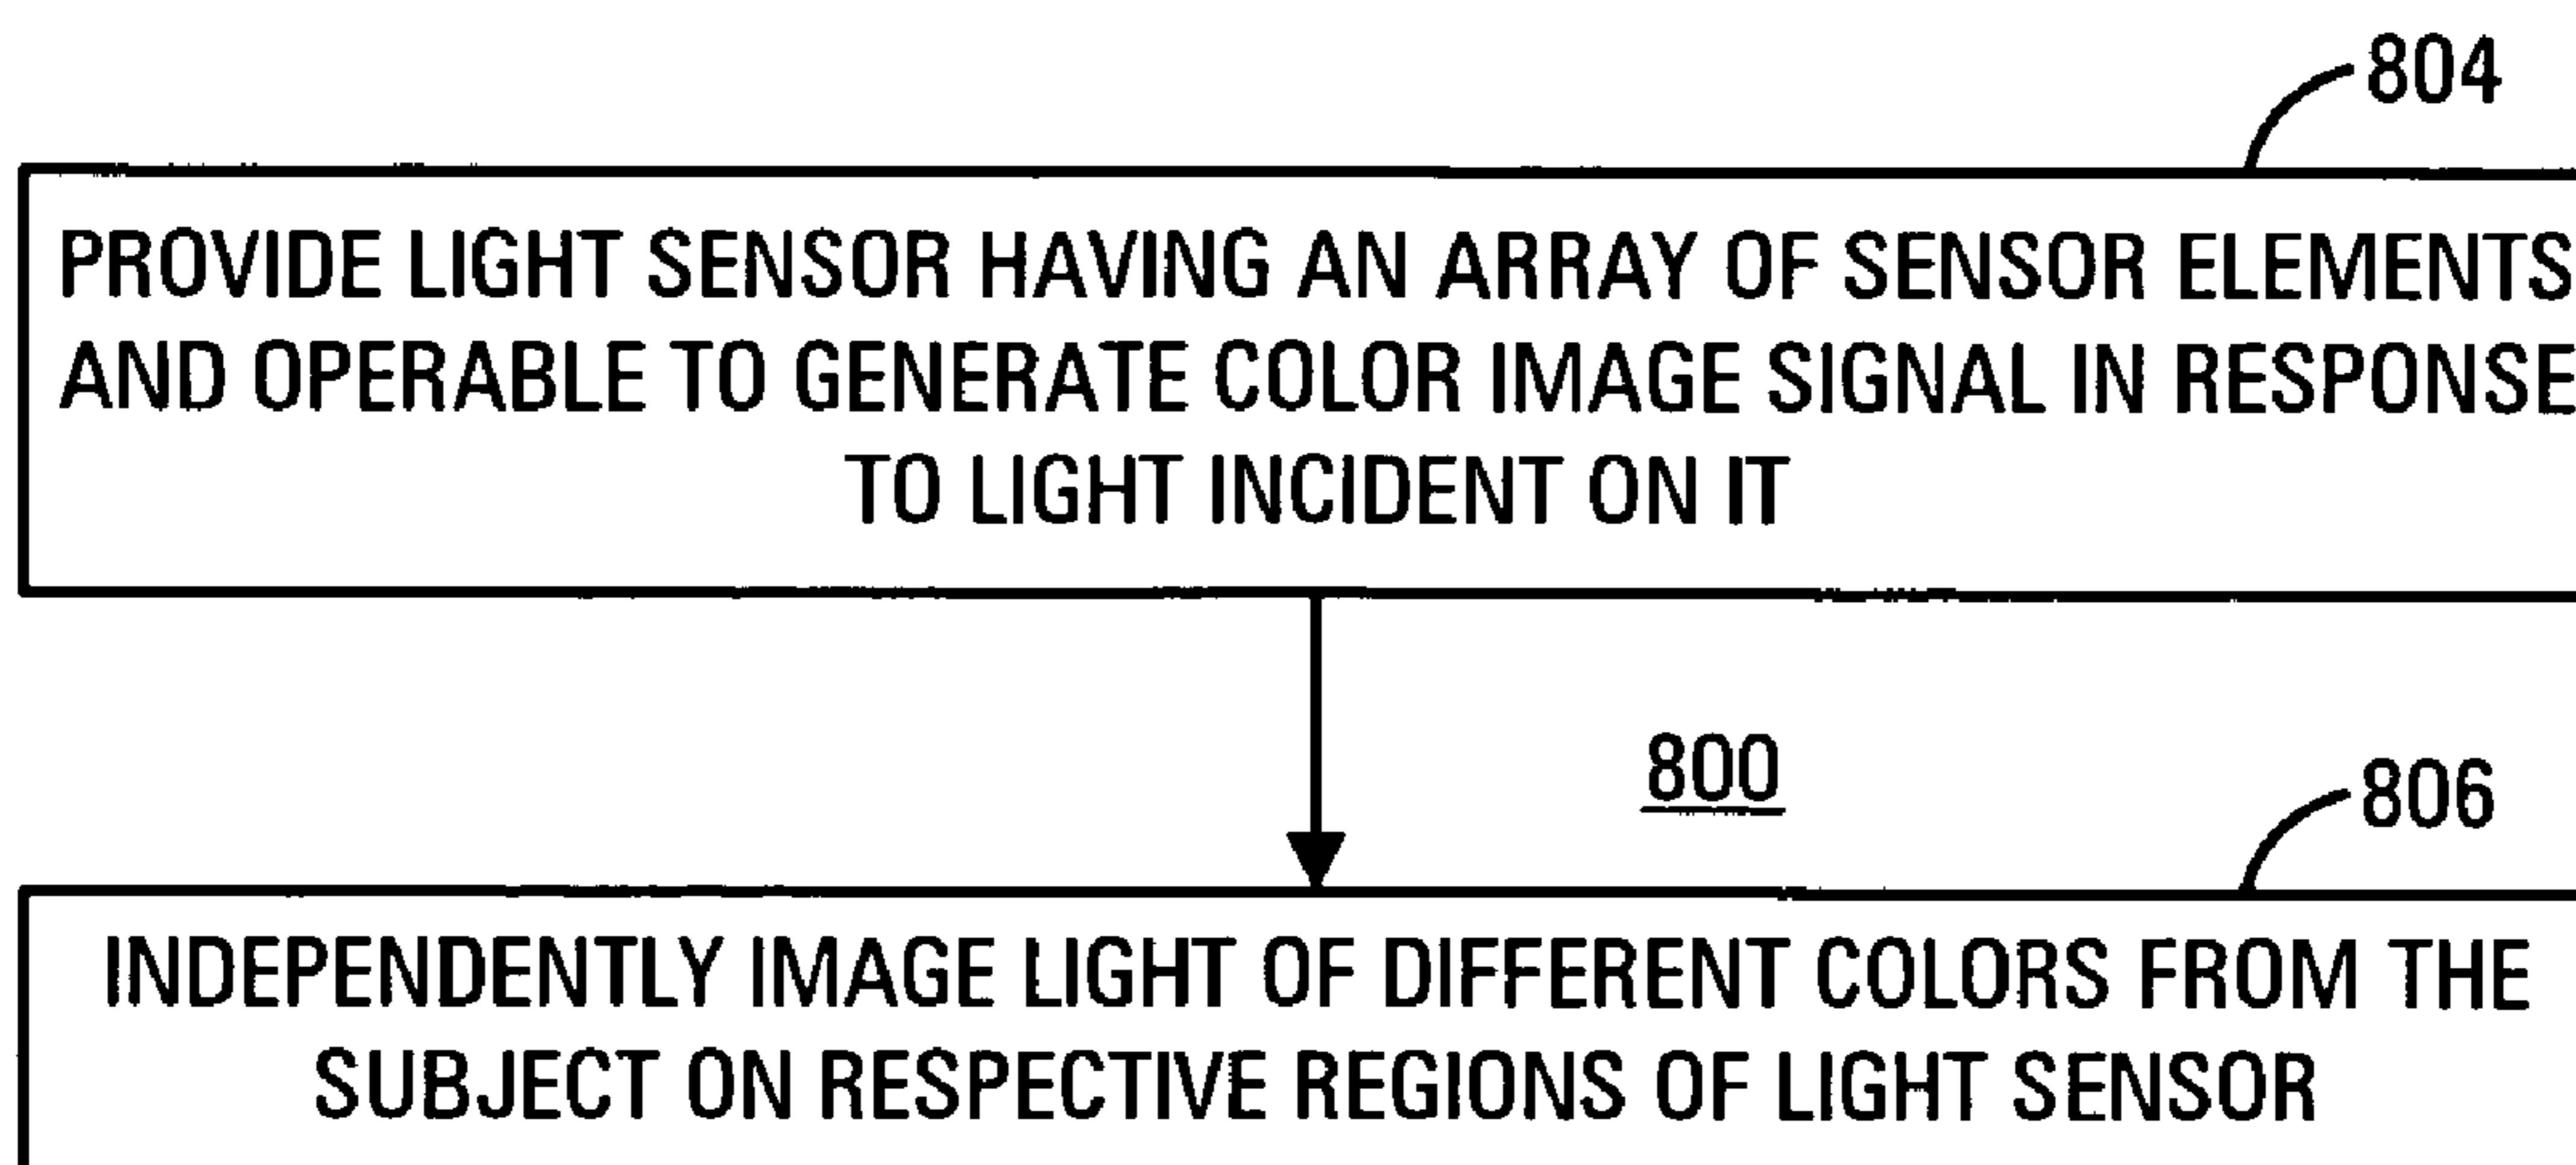 804
PROVIDE LIGHT SENSOR HAVING AN ARRAY OF SENSOR ELEMENTS
AND OPERABLE TO GENERATE COLOR IMAGE SIGNAL IN RESPONSE
TO LIGHT INCIDENT ON IT
800
806
INDEPENDENTLY IMAGE LIGHT OF DIFFERENT COLORS FROM THE
SUBJECT ON RESPECTIVE REGIONS OF LIGHT SENSOR